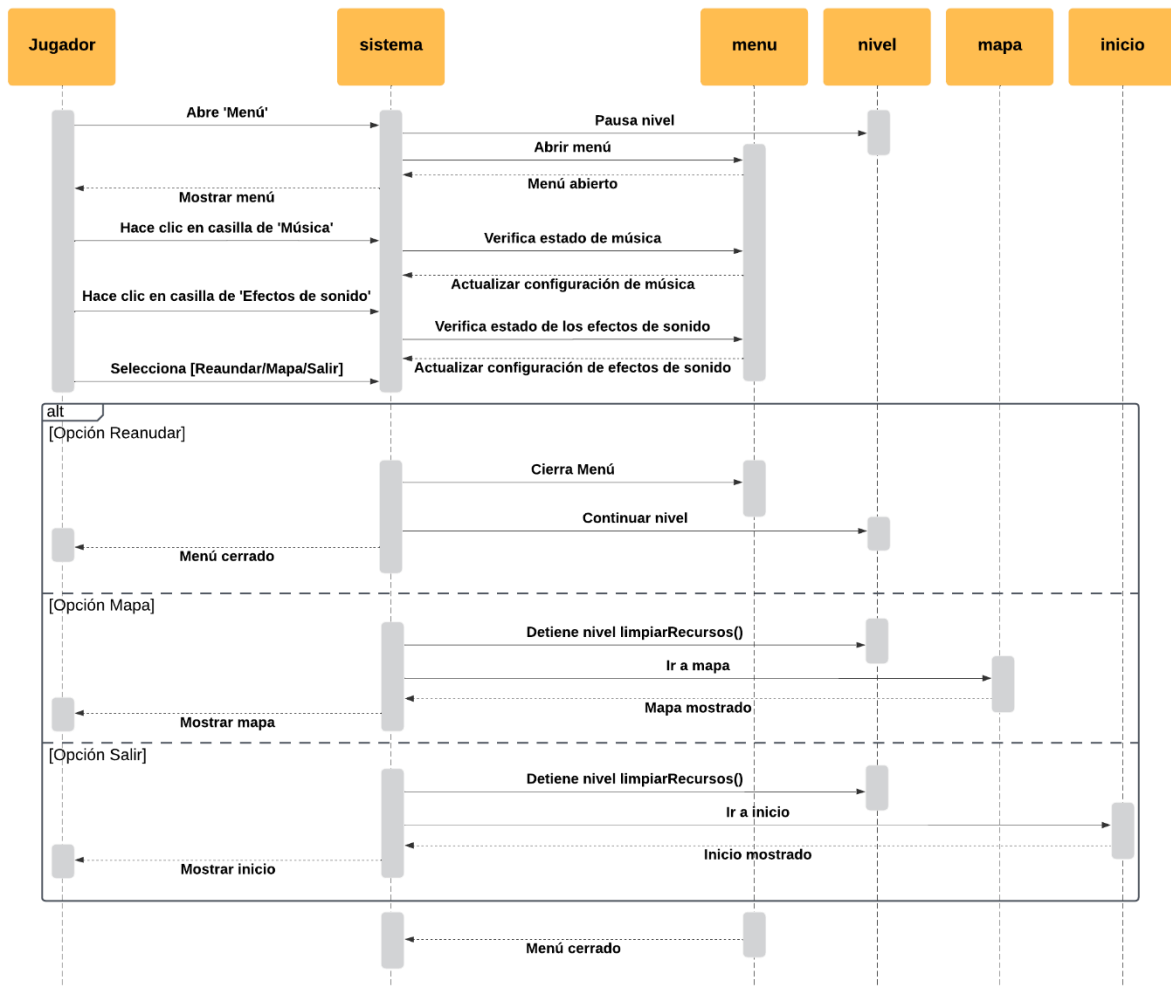 Jugador
sistema
menu
nivel
mapa
inicio
Abre 'Menú'
Pausa nivel
Abrir menú
Menú abierto
Mostrar menú
Hace clic en casilla de 'Música'
Verifica estado de música
Actualizar configuración de música
Hace clic en casilla de 'Efectos de sonido'
Verifica estado de los efectos de sonido
Actualizar configuración de efectos de sonido
Selecciona [Reaundar/Mapa/Salir]
alt
[Opción Reanudar]
Cierra Menú
Continuar nivel
Menú cerrado
[Opción Mapa]
Detiene nivel limpiarRecursos()
Ir a mapa
Mapa mostrado
Mostrar mapa
[Opción Salir]
Detiene nivel limpiarRecursos()
Ir a inicio
Inicio mostrado
Mostrar inicio
Menú cerrado